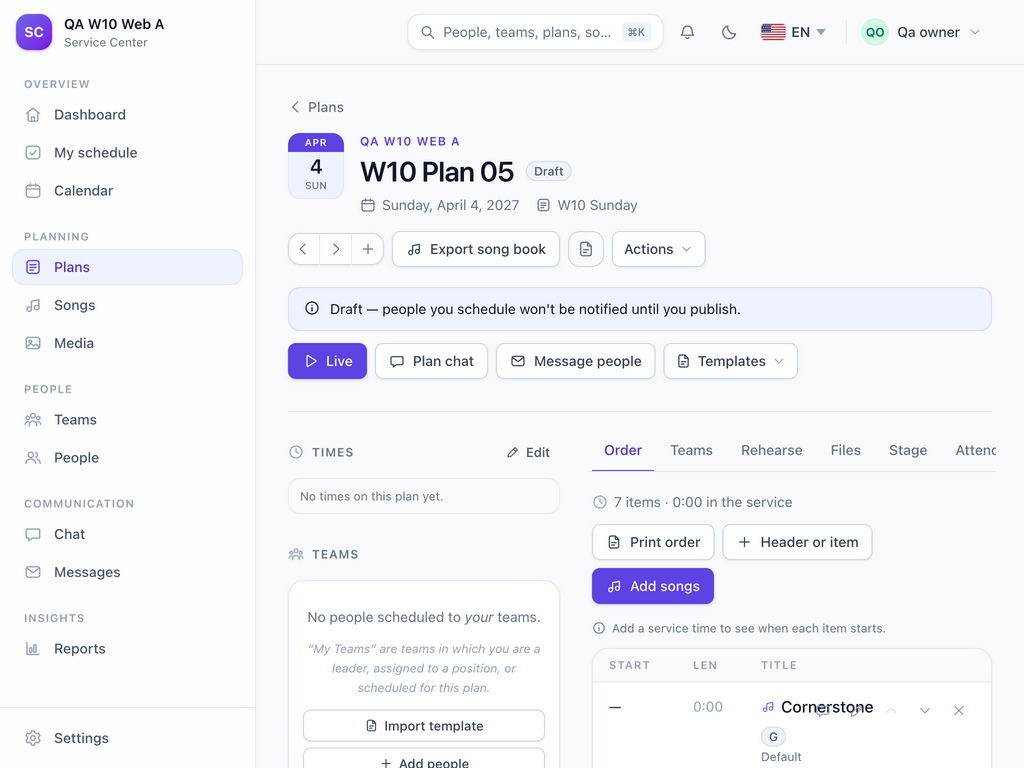 SC
QA W10 Web A
Service Center
OVERVIEW
Dashboard
My schedule
Calendar
PLANNING
Plans
Songs
Media
PEOPLE
Teams
People
COMMUNICATION
Chat
Messages
INSIGHTS
Reports
Settings
People, teams, plans, so...
⌘K
EN
QO
Qa owner
Plans
APR
4
SUN
QA W10 WEB A
W10 Plan 05
Draft
Sunday, April 4, 2027
W10 Sunday
Export song book
Actions
Draft — people you schedule won't be notified until you publish.
Live
Plan chat
Message people
Templates
TIMES
Edit
No times on this plan yet.
TEAMS
No people scheduled to your teams.
“My Teams” are teams in which you are a
leader, assigned to a position, or
scheduled for this plan.
Import template
Add people
Order
Teams
Rehearse
Files
Stage
Attend
7 items · 0:00 in the service
Print order
Header or item
Add songs
Add a service time to see when each item starts.
START
LEN
TITLE
—
0:00
Cornerstone
G
Default